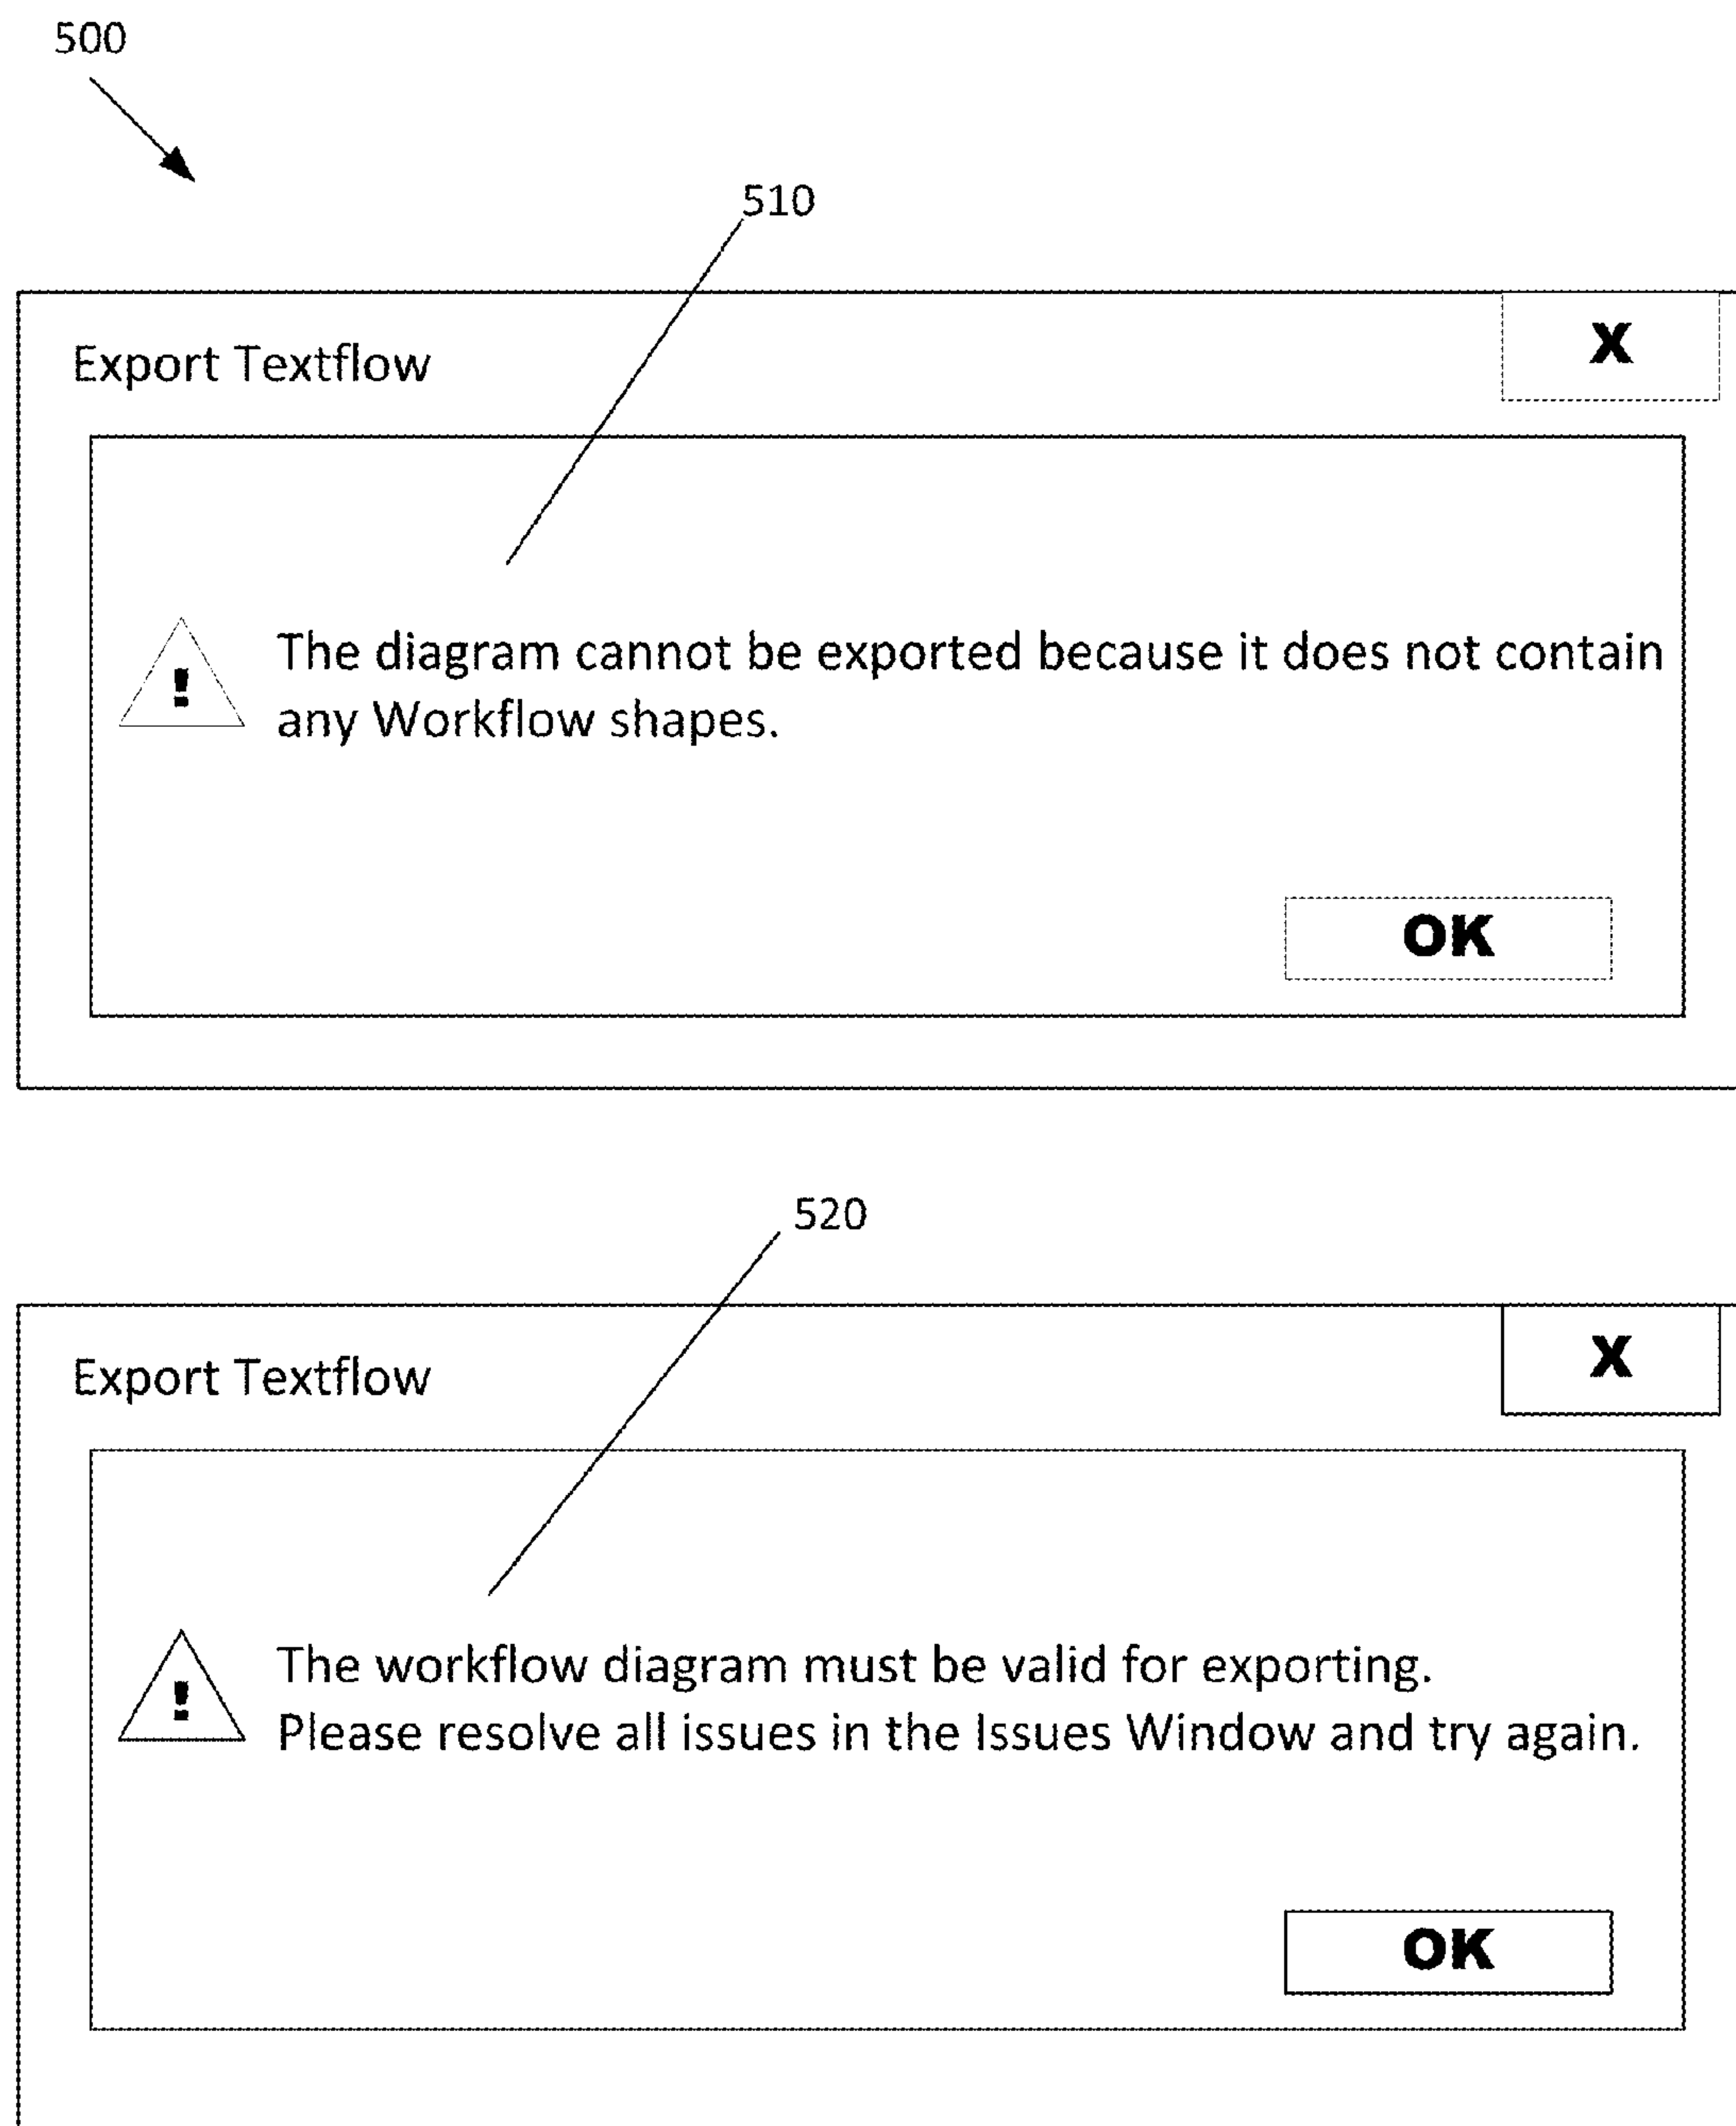 500
510
Export Textflow
X
! The diagram cannot be exported because it does not contain
any Workflow shapes.
OK
520
Export Textflow
X
! The workflow diagram must be valid for exporting.
Please resolve all issues in the Issues Window and try again.
OK